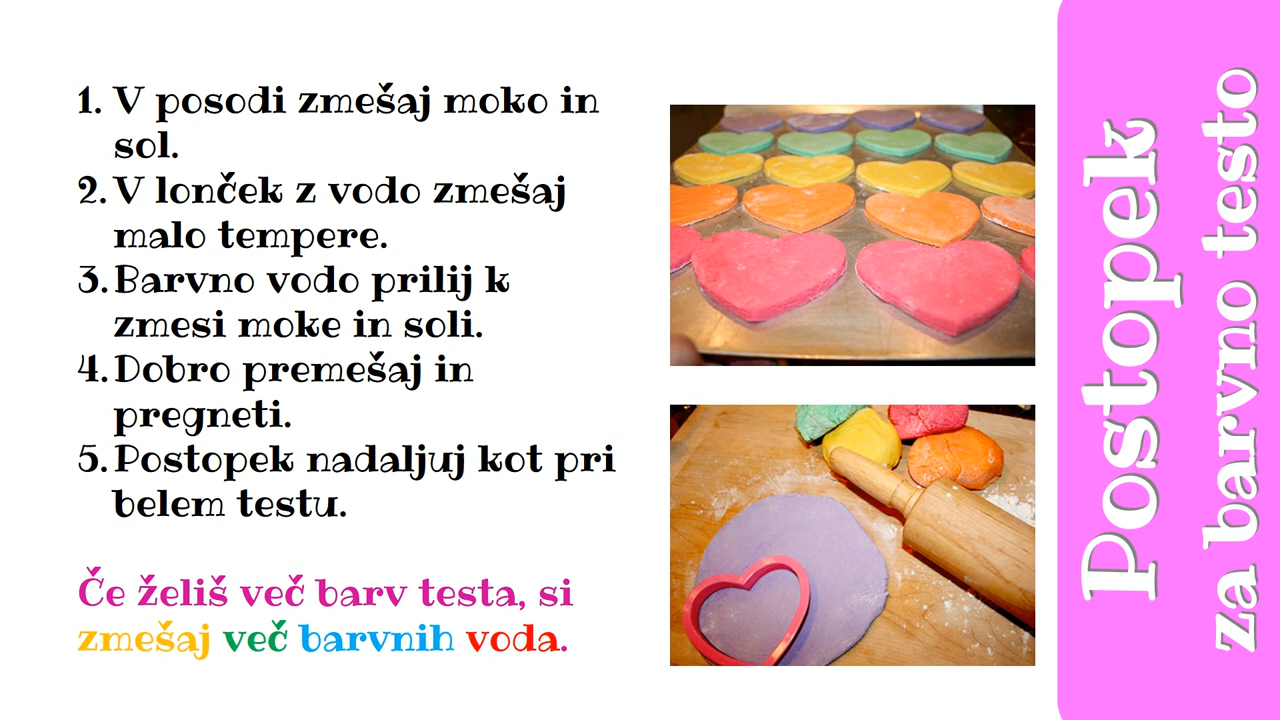 1. V posodi zmešaj moko in
sol.
2. V lonček z vodo zmešaj
malo tempere.
3. Barvno vodo prilij k
zmesi moke in soli.
4. Dobro premešaj in
pregneti.
5. Postopek nadaljuj kot pri
belem testu.
Če želiš več barv testa, si
zmešaj več barvnih voda.
Postopek
za barvno testo